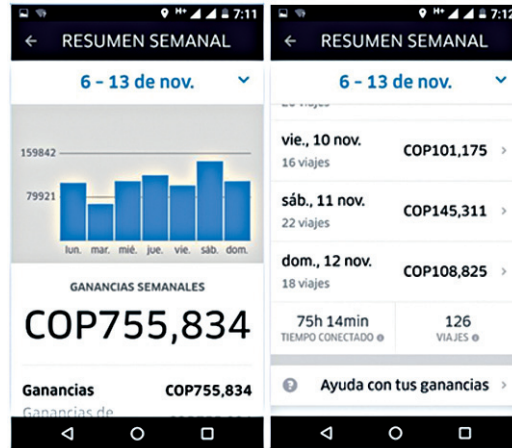 H+ 7:11
RESUMEN SEMANAL
6 – 13 de nov.
159842
79921
lun. mar. mié. jue. vie. sáb. dom.
GANANCIAS SEMANALES
COP755,834
Ganancias COP755,834
Ganancias de
H+ 7:12
RESUMEN SEMANAL
6 – 13 de nov.
viajes
vie., 10 nov. COP101,175
16 viajes
sáb., 11 nov. COP145,311
22 viajes
dom., 12 nov. COP108,825
18 viajes
75h 14min 126
TIEMPO CONECTADO VIAJES
Ayuda con tus ganancias